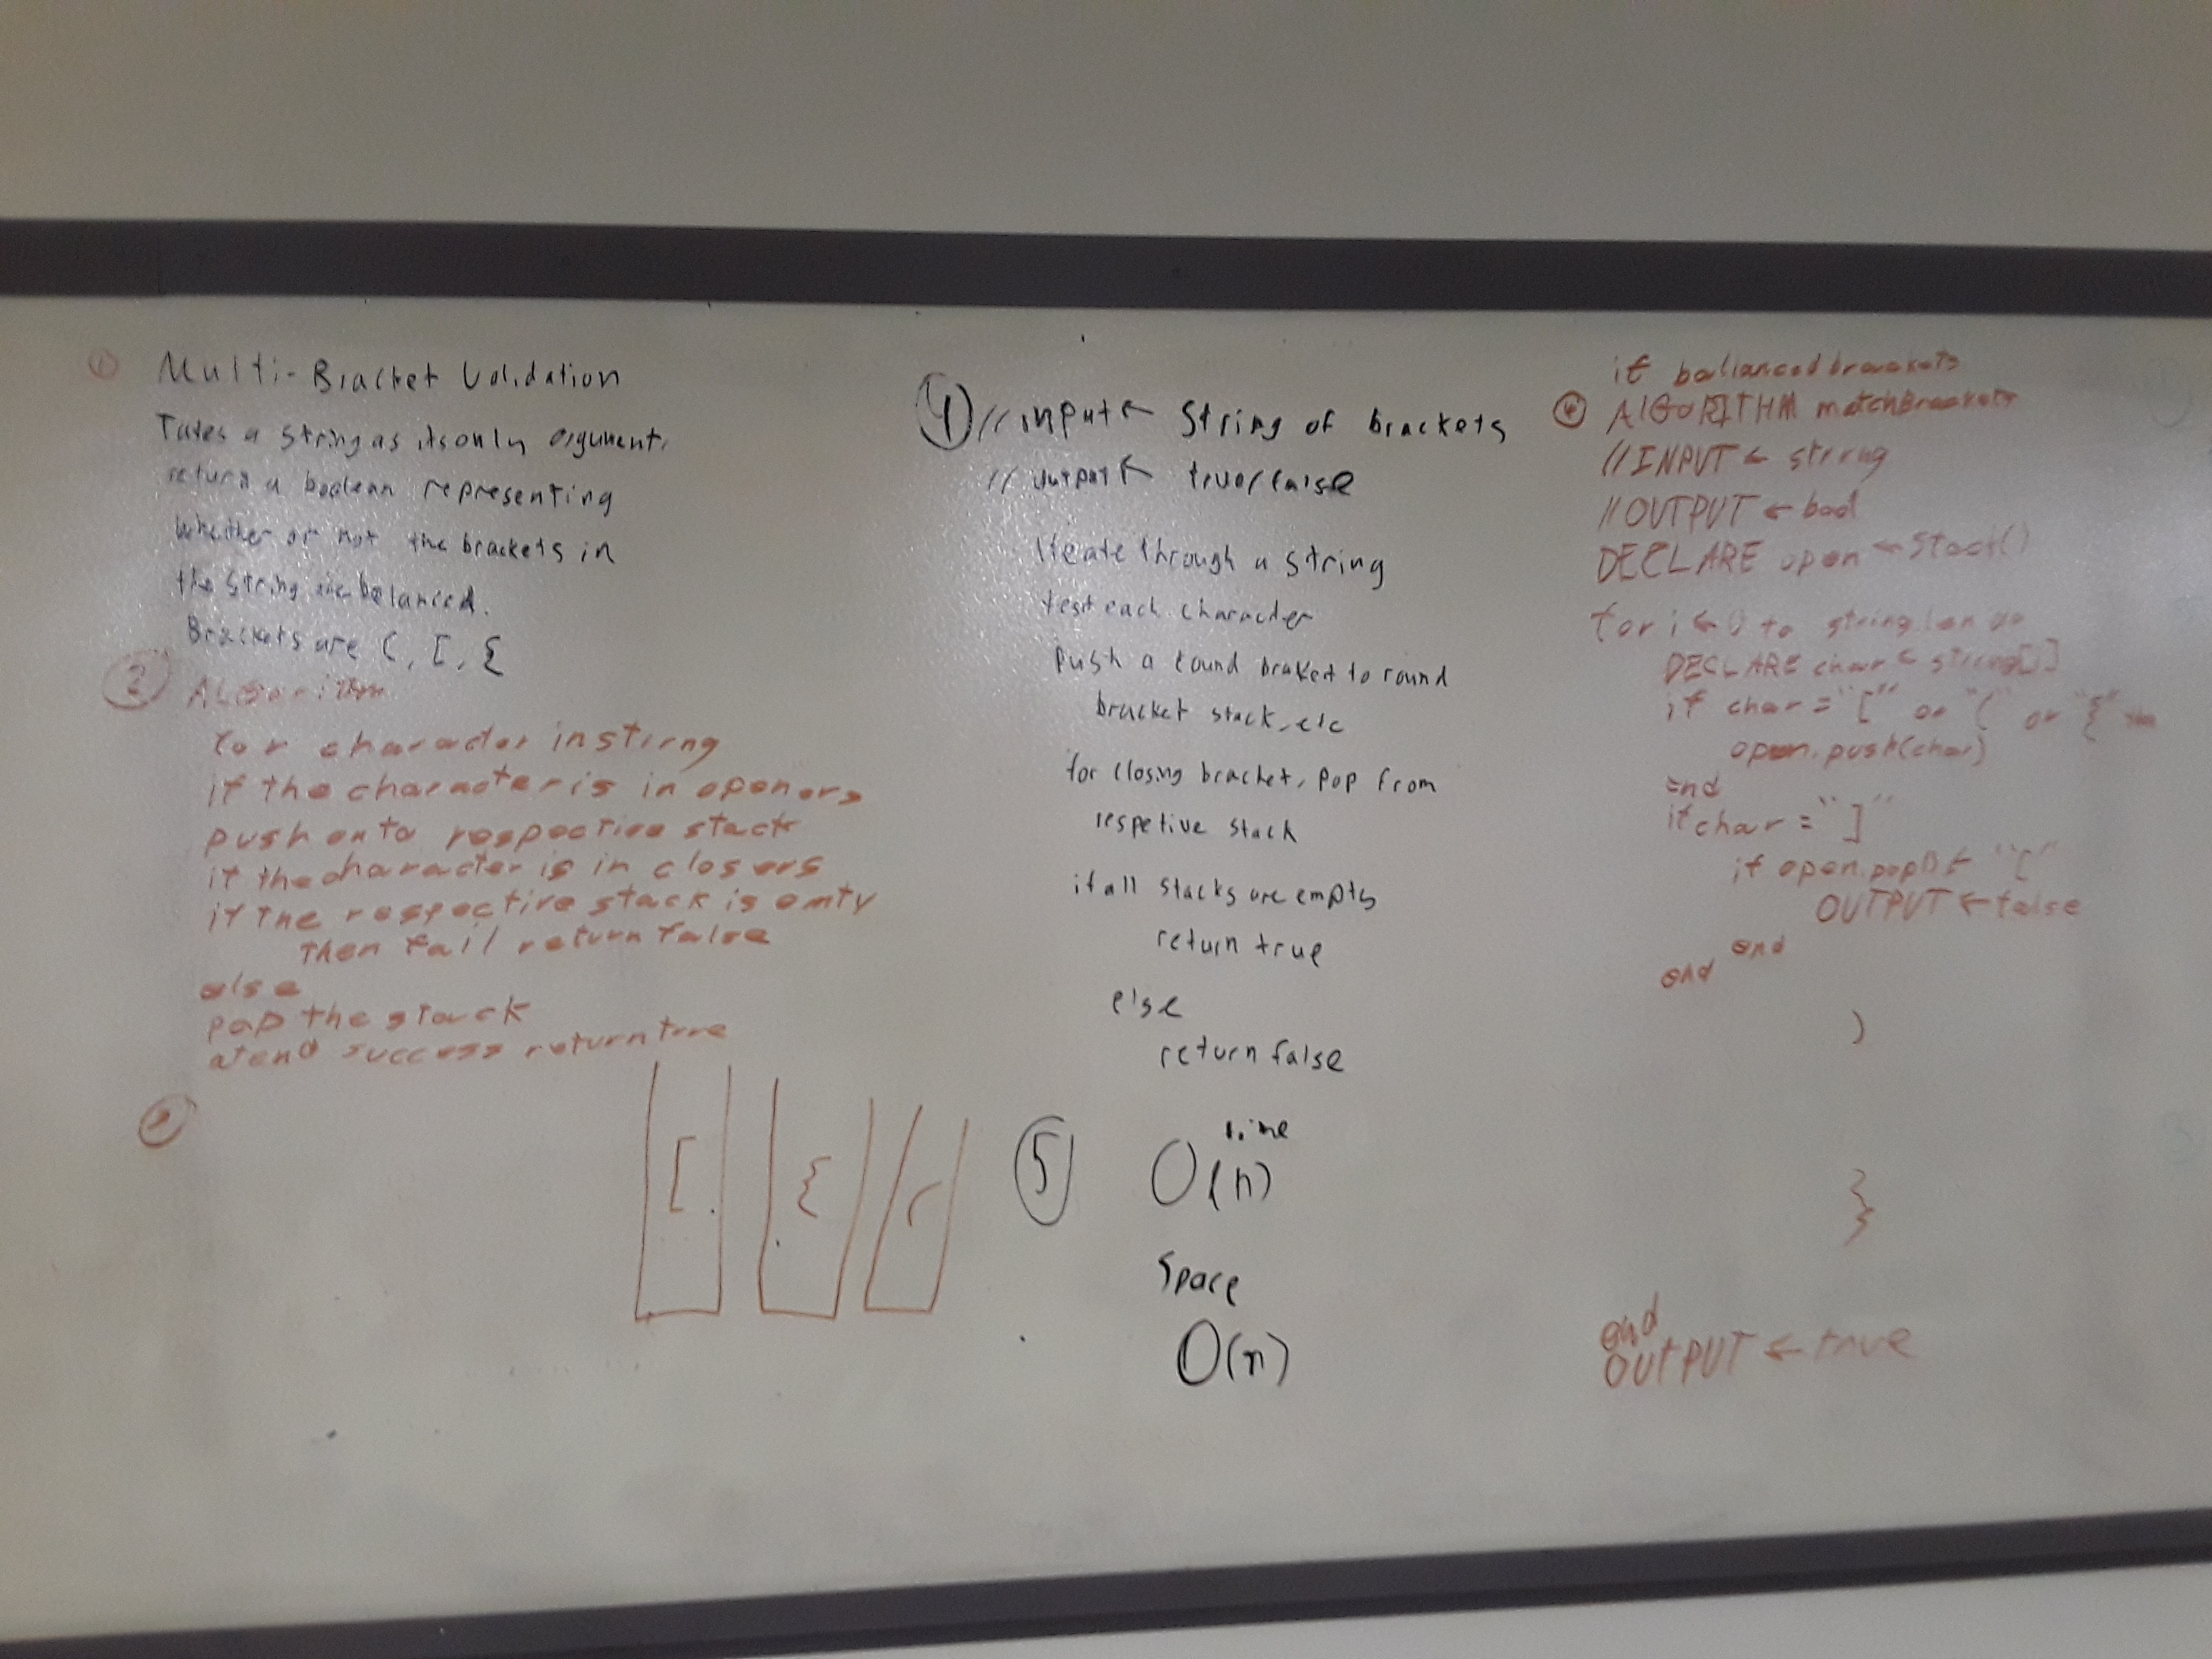 ① Multi-Bracket Validation
Takes a string as its only argument,
return a boolean representing
whether or not the brackets in
the string are balanced.
Brackets are (, [, {
② Algorithm
for character in stirng
if the character is in openers
push onto respective stack
if the character is in closers
if the respective stack is emty
then fail return false
else
pop the stack
at end success return true
[ { (
④ // input ← String of brackets
// output ← true/false
Iterate through a string
test each character
Push a round braket to round
bracket stack, etc
for closing bracket, pop from
respetive stack
if all stacks are empty
return true
else
return false
⑤ time
O(n)
Space
O(n)
if ballanced brackets
④ ALGORITHM matchBrackets
// INPUT ← string
// OUTPUT ← bool
DECLARE open ← Stack()
for i ← 0 to string.len do
DECLARE char ← string[i]
if char = "[" or "(" or "{" then
open.push(char)
end
if char = "]"
if open.pop() ≠ "["
OUTPUT ← false
end
end
)
}
end
OUTPUT ← true